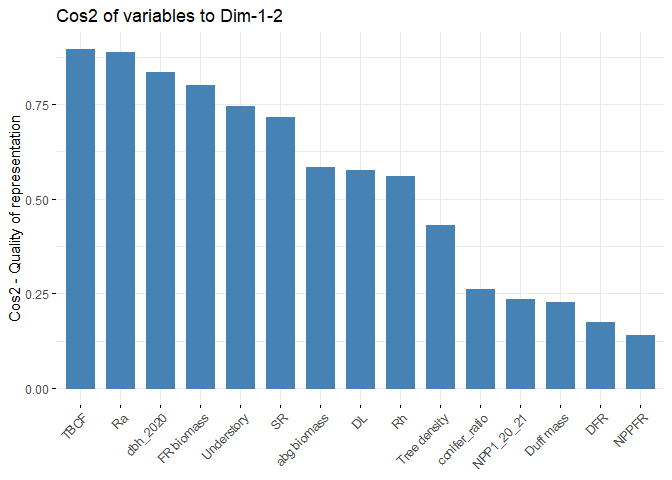 Cos2 of variables to Dim-1-2
Cos2 - Quality of representation
0.75
0.50
0.25
0.00
TBCF
Ra
dbh_2020
FR biomass
Understory
SR
abg biomass
DL
Rh
Tree density
conifer_ratio
NPP1_20_21
Duff mass
DFR
NPPFR